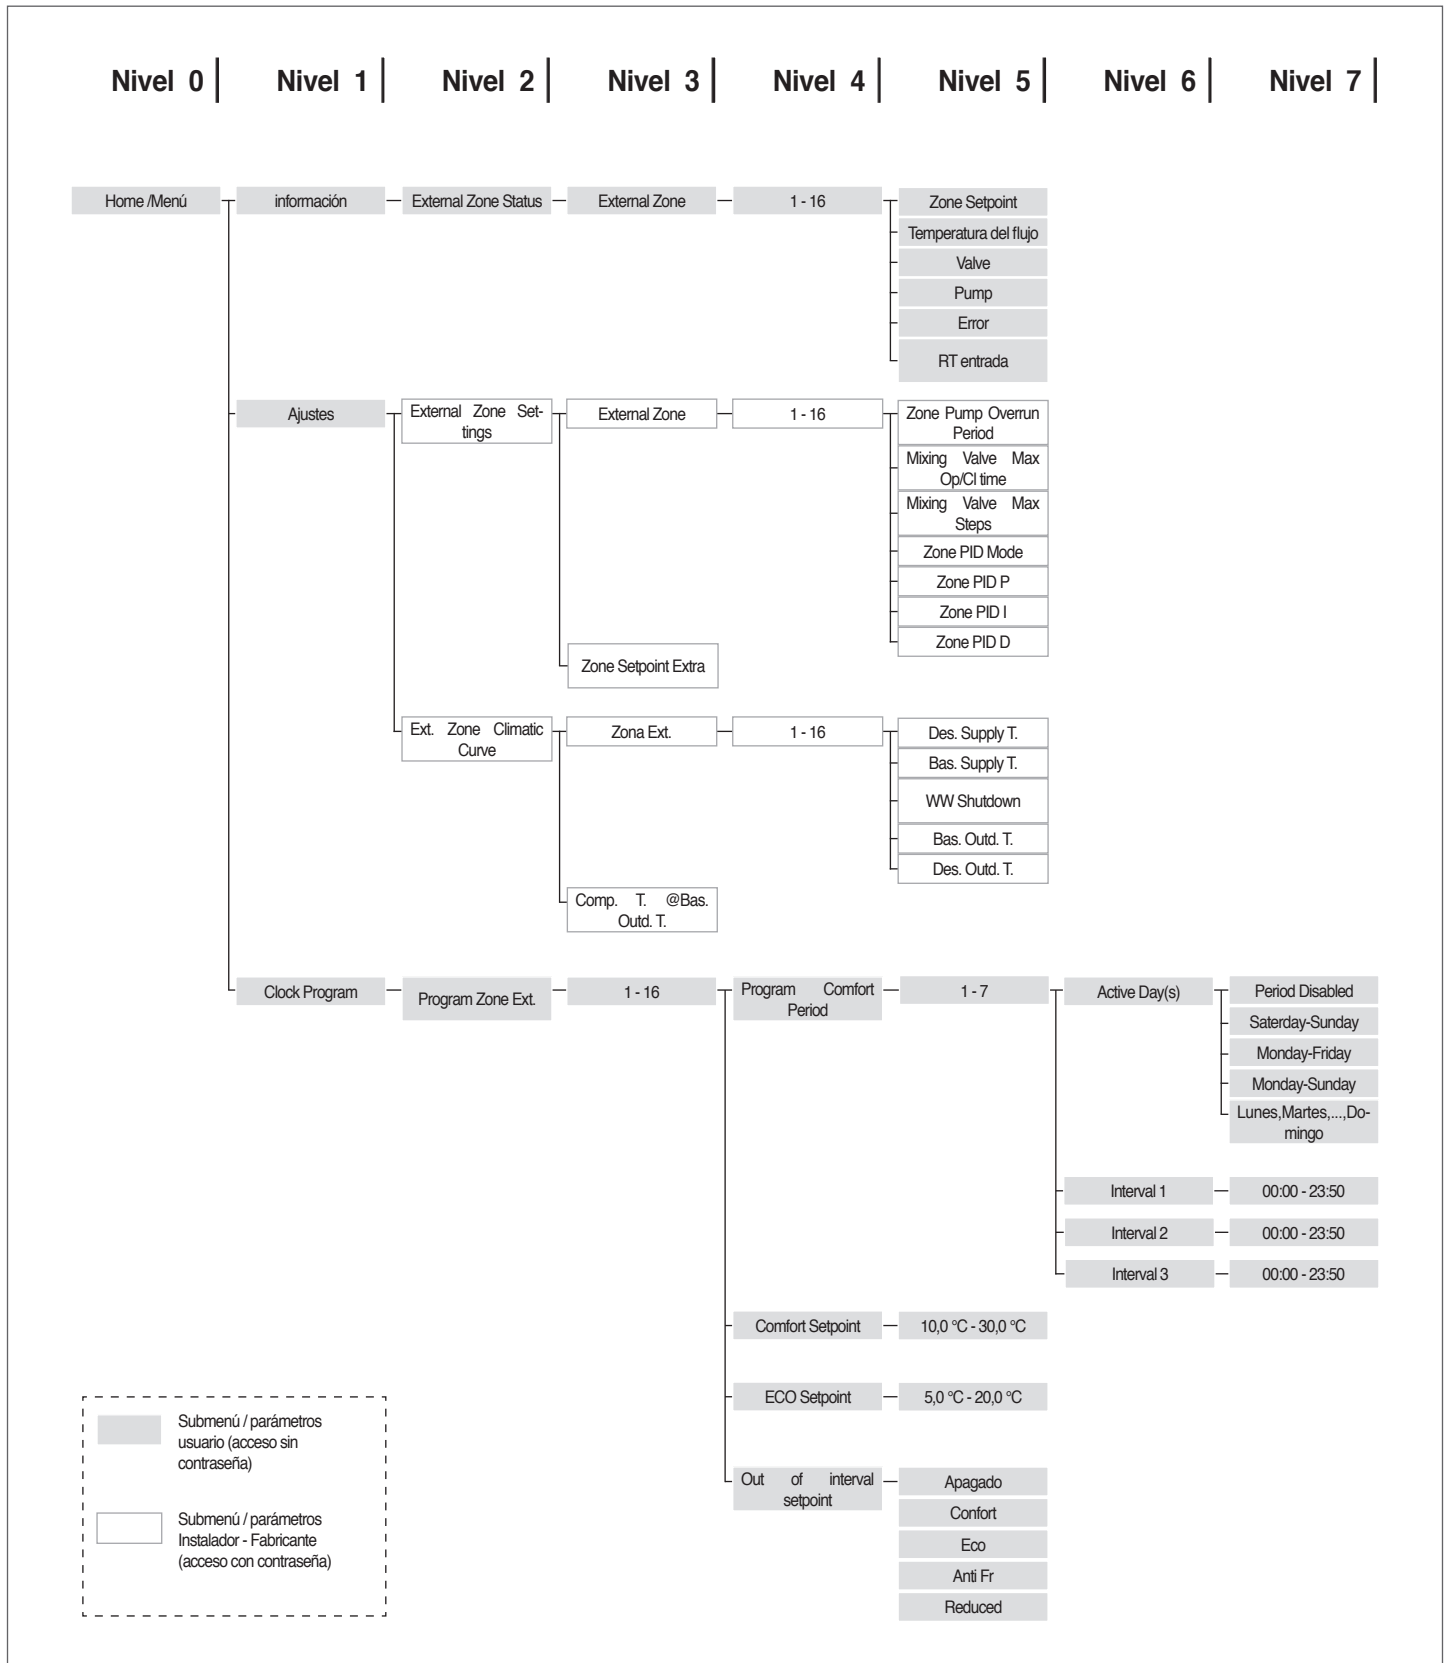 Nivel 0
Nivel 1
Nivel 2
Nivel 3
Nivel 4
Nivel 5
Nivel 6
Nivel 7
Home /Menú
información
External Zone Status
External Zone
1 - 16
Zone Setpoint
Temperatura del flujo
Valve
Pump
Error
RT entrada
Ajustes
External Zone Set-
tings
External Zone
1 - 16
Zone Pump Overrun
Period
Mixing Valve Max
Op/Cl time
Mixing Valve Max
Steps
Zone PID Mode
Zone PID P
Zone PID I
Zone PID D
Zone Setpoint Extra
Ext. Zone Climatic
Curve
Zona Ext.
1 - 16
Des. Supply T.
Bas. Supply T.
WW Shutdown
Bas. Outd. T.
Des. Outd. T.
Comp. T. @Bas.
Outd. T.
Clock Program
Program Zone Ext.
1 - 16
Program Comfort
Period
1 - 7
Active Day(s)
Period Disabled
Saterday-Sunday
Monday-Friday
Monday-Sunday
Lunes,Martes,...,Do-
mingo
Interval 1
00:00 - 23:50
Interval 2
00:00 - 23:50
Interval 3
00:00 - 23:50
Comfort Setpoint
10,0 °C - 30,0 °C
ECO Setpoint
5,0 °C - 20,0 °C
Out of interval
setpoint
Apagado
Confort
Eco
Anti Fr
Reduced
Submenú / parámetros
usuario (acceso sin
contraseña)
Submenú / parámetros
Instalador - Fabricante
(acceso con contraseña)